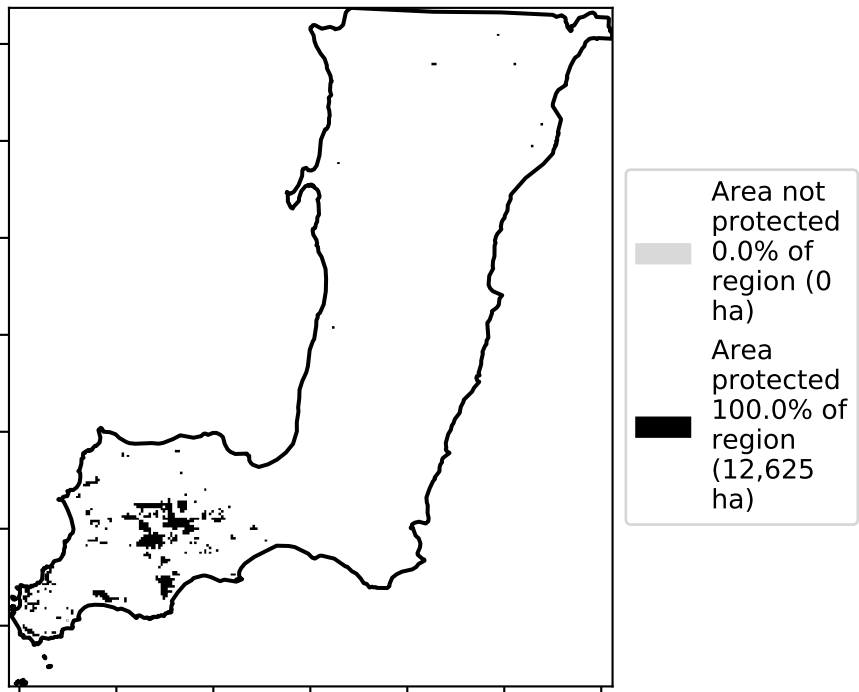 Area not
protected
0.0% of
region (0
ha)
Area
protected
100.0% of
region
(12,625
ha)